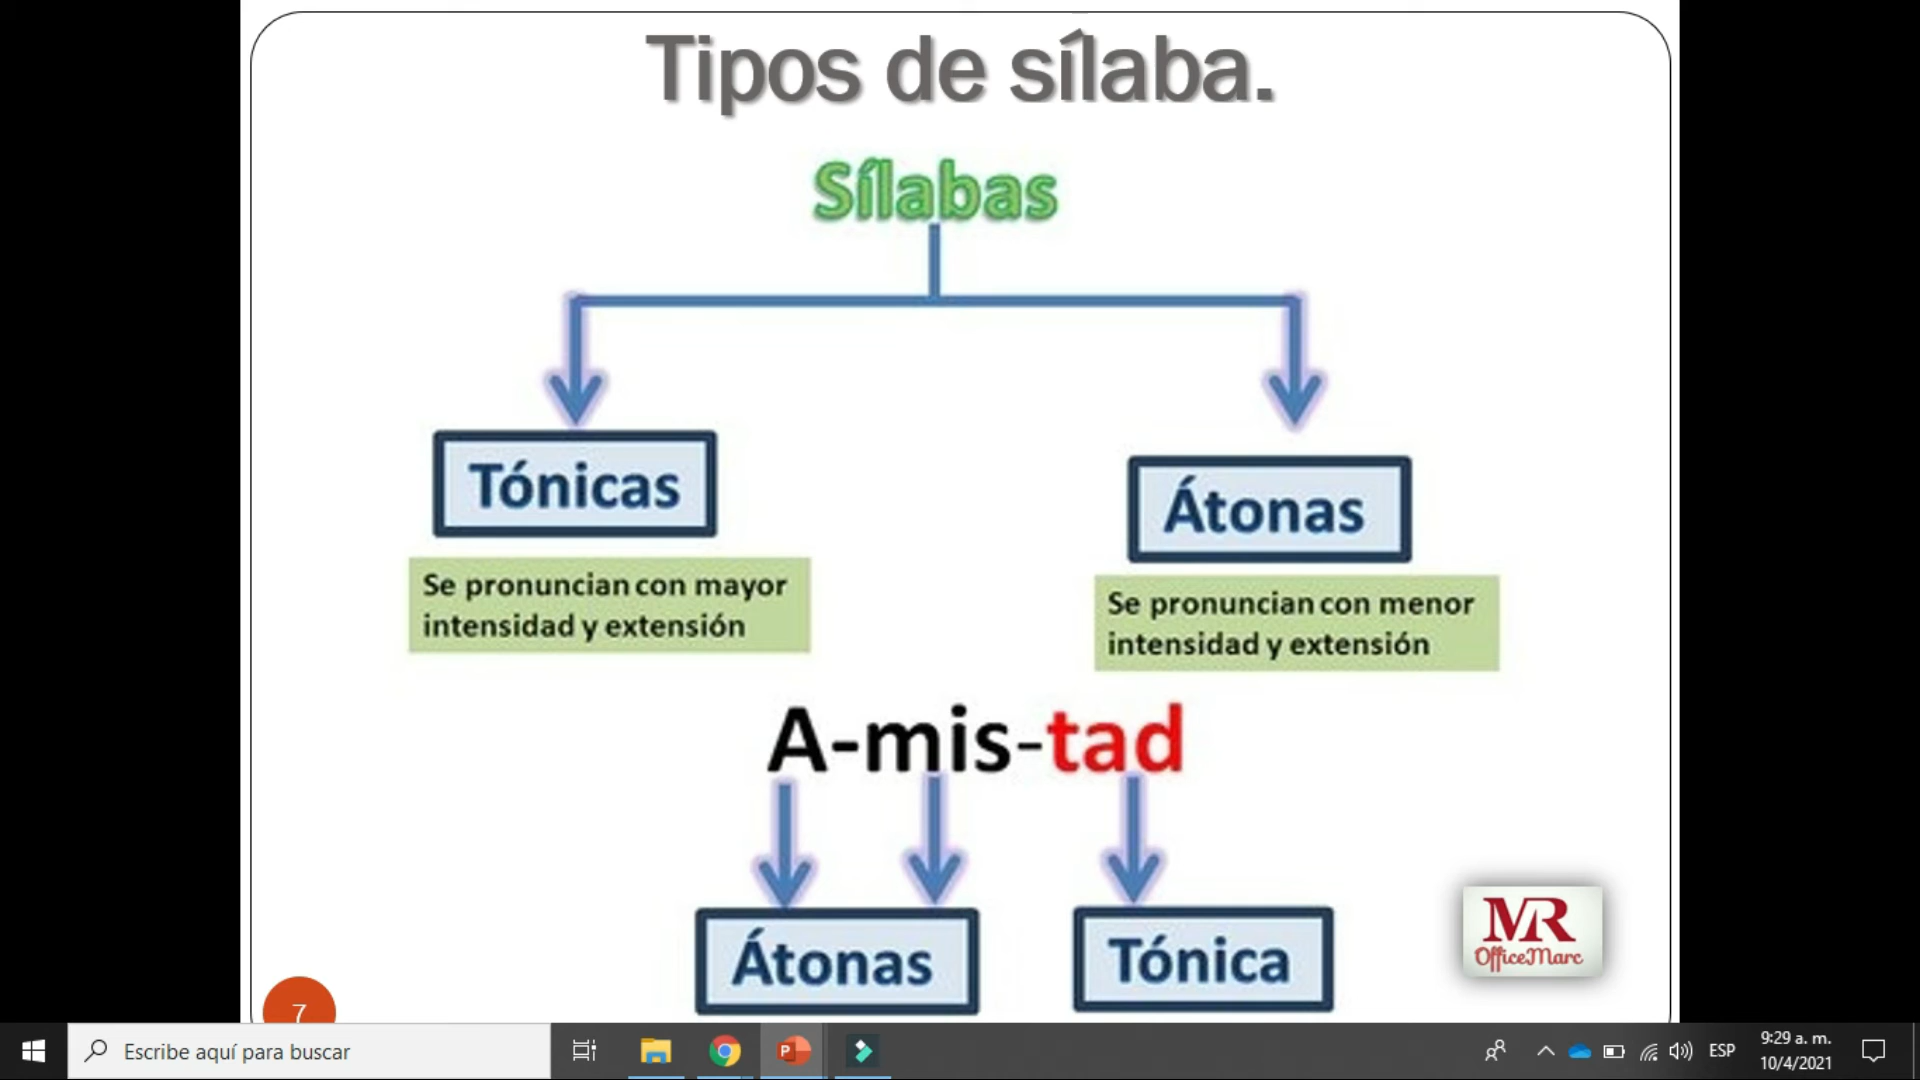 Tipos de sílaba.
Sílabas
Tónicas
Átonas
Se pronuncian con mayor
intensidad y extensión
Se pronuncian con menor
intensidad y extensión
A-mis-tad
Átonas
Tónica
MR
OfficeMarc
7
Escribe aquí para buscar
P
ESP
9:29 a. m.
10/4/2021